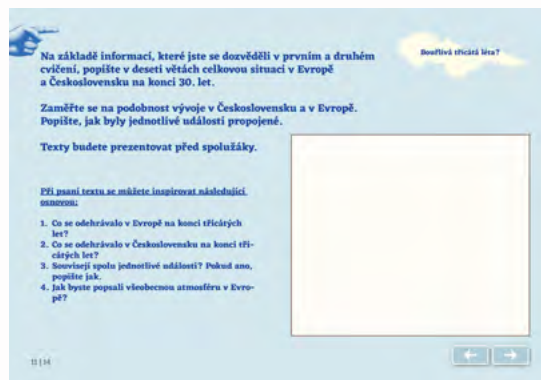 Bouřlivá třicátá léta?
Na základě informací, které jste se dozvěděli v prvním a druhém
cvičení, popište v deseti větách celkovou situaci v Evropě
a Československu na konci 30. let.
Zaměřte se na podobnost vývoje v Československu a v Evropě.
Popište, jak byly jednotlivé události propojené.
Texty budete prezentovat před spolužáky.
Při psaní textu se můžete inspirovat následující
osnovou:
1. Co se odehrávalo v Evropě na konci třicátých
let?
2. Co se odehrávalo v Československu na konci tři-
cátých let?
3. Souvisejí spolu jednotlivé události? Pokud ano,
popište jak.
4. Jak byste popsali všeobecnou atmosféru v Evro-
pě?
11 | 14